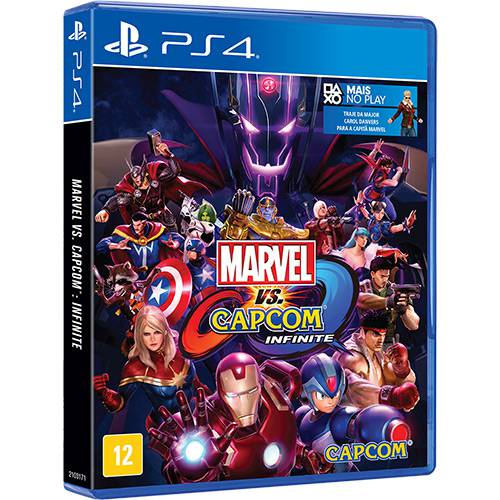 PS4
PS4
MARVEL VS. CAPCOM: INFINITE
2103171
MAIS
NO PLAY
TRAJE DA MAJOR
CAROL DANVERS
PARA A CAPITÃ MARVEL
MARVEL
VS.
CAPCOM
INFINITE
12
CAPCOM